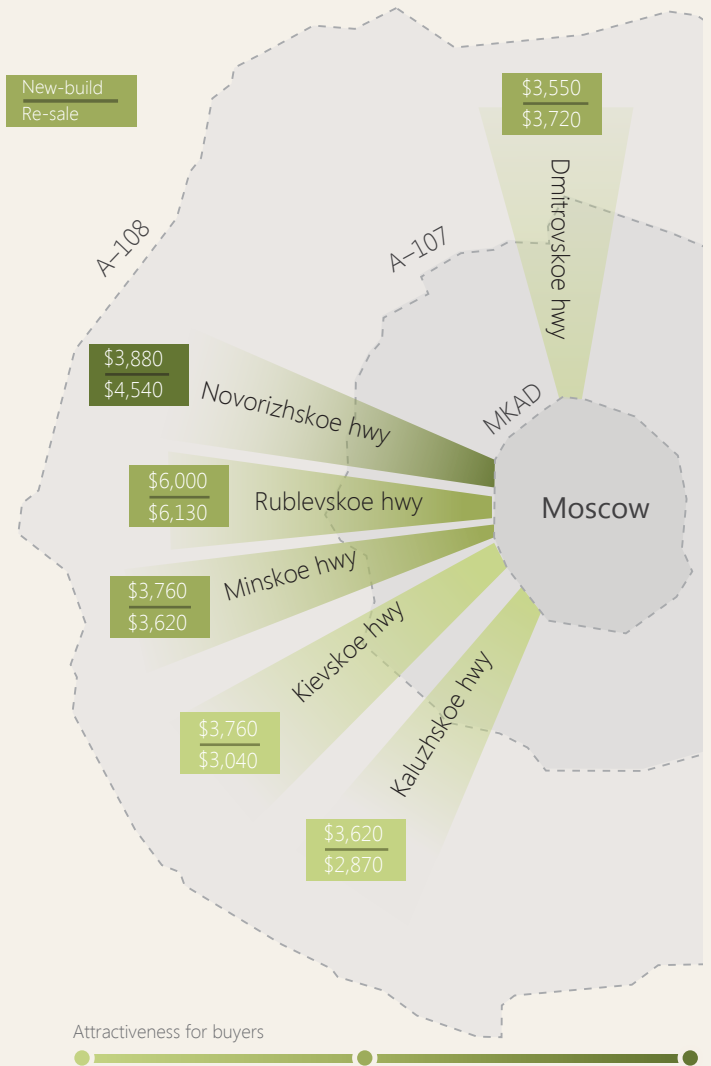 New-build
Re-sale
$3,550
$3,720
Dmitrovskoe hwy
A–108
A–107
$3,880
$4,540
Novorizhskoe hwy
MKAD
$6,000
$6,130
Rublevskoe hwy
Moscow
$3,760
$3,620
Minskoe hwy
$3,760
$3,040
Kievskoe hwy
$3,620
$2,870
Kaluzhskoe hwy
Attractiveness for buyers